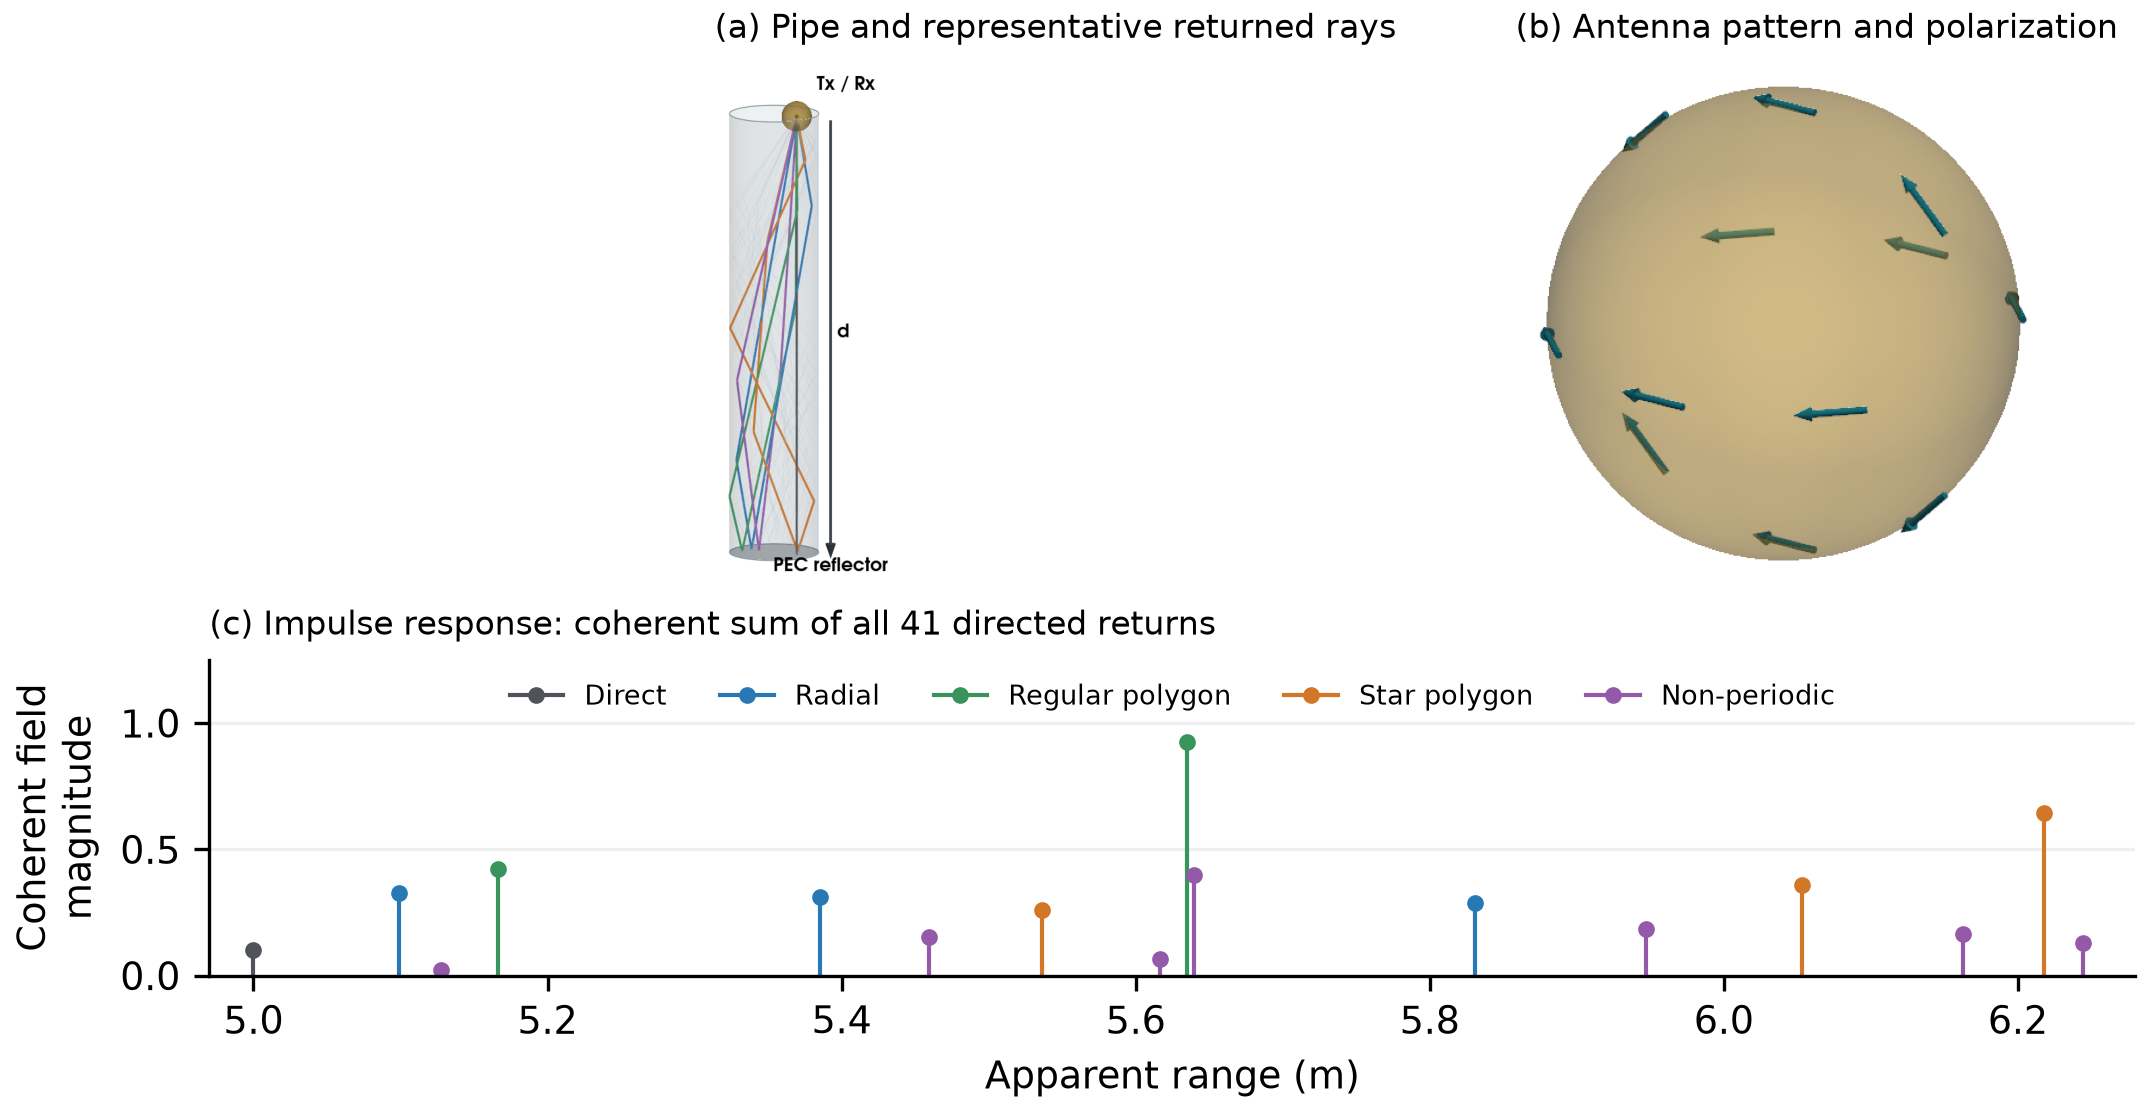 (a) Pipe and representative returned rays
(b) Antenna pattern and polarization
Tx / Rx
d
PEC reflector
(c) Impulse response: coherent sum of all 41 directed returns
Direct
Radial
Regular polygon
Star polygon
Non-periodic
Coherent field
magnitude
1.0
0.5
0.0
5.0
5.2
5.4
5.6
5.8
6.0
6.2
Apparent range (m)